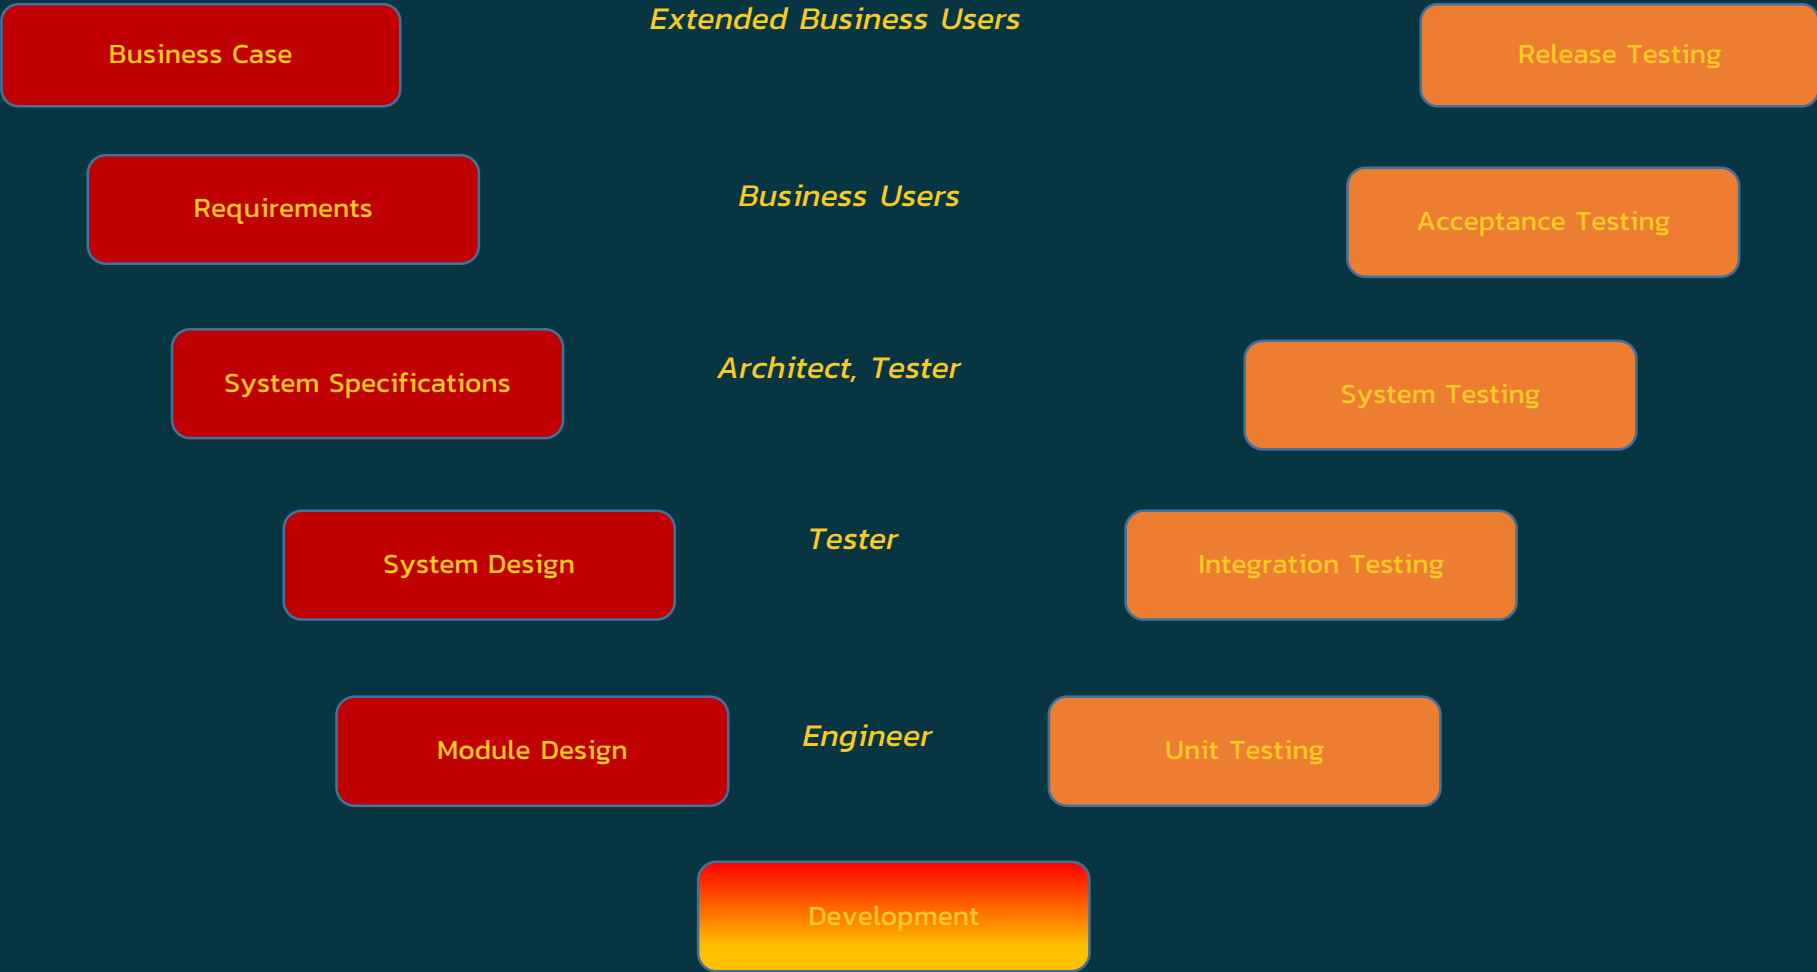 Extended Business Users
Business Case
Release Testing
Business Users
Requirements
Acceptance Testing
Architect, Tester
System Specifications
System Testing
Tester
System Design
Integration Testing
Engineer
Module Design
Unit Testing
Development